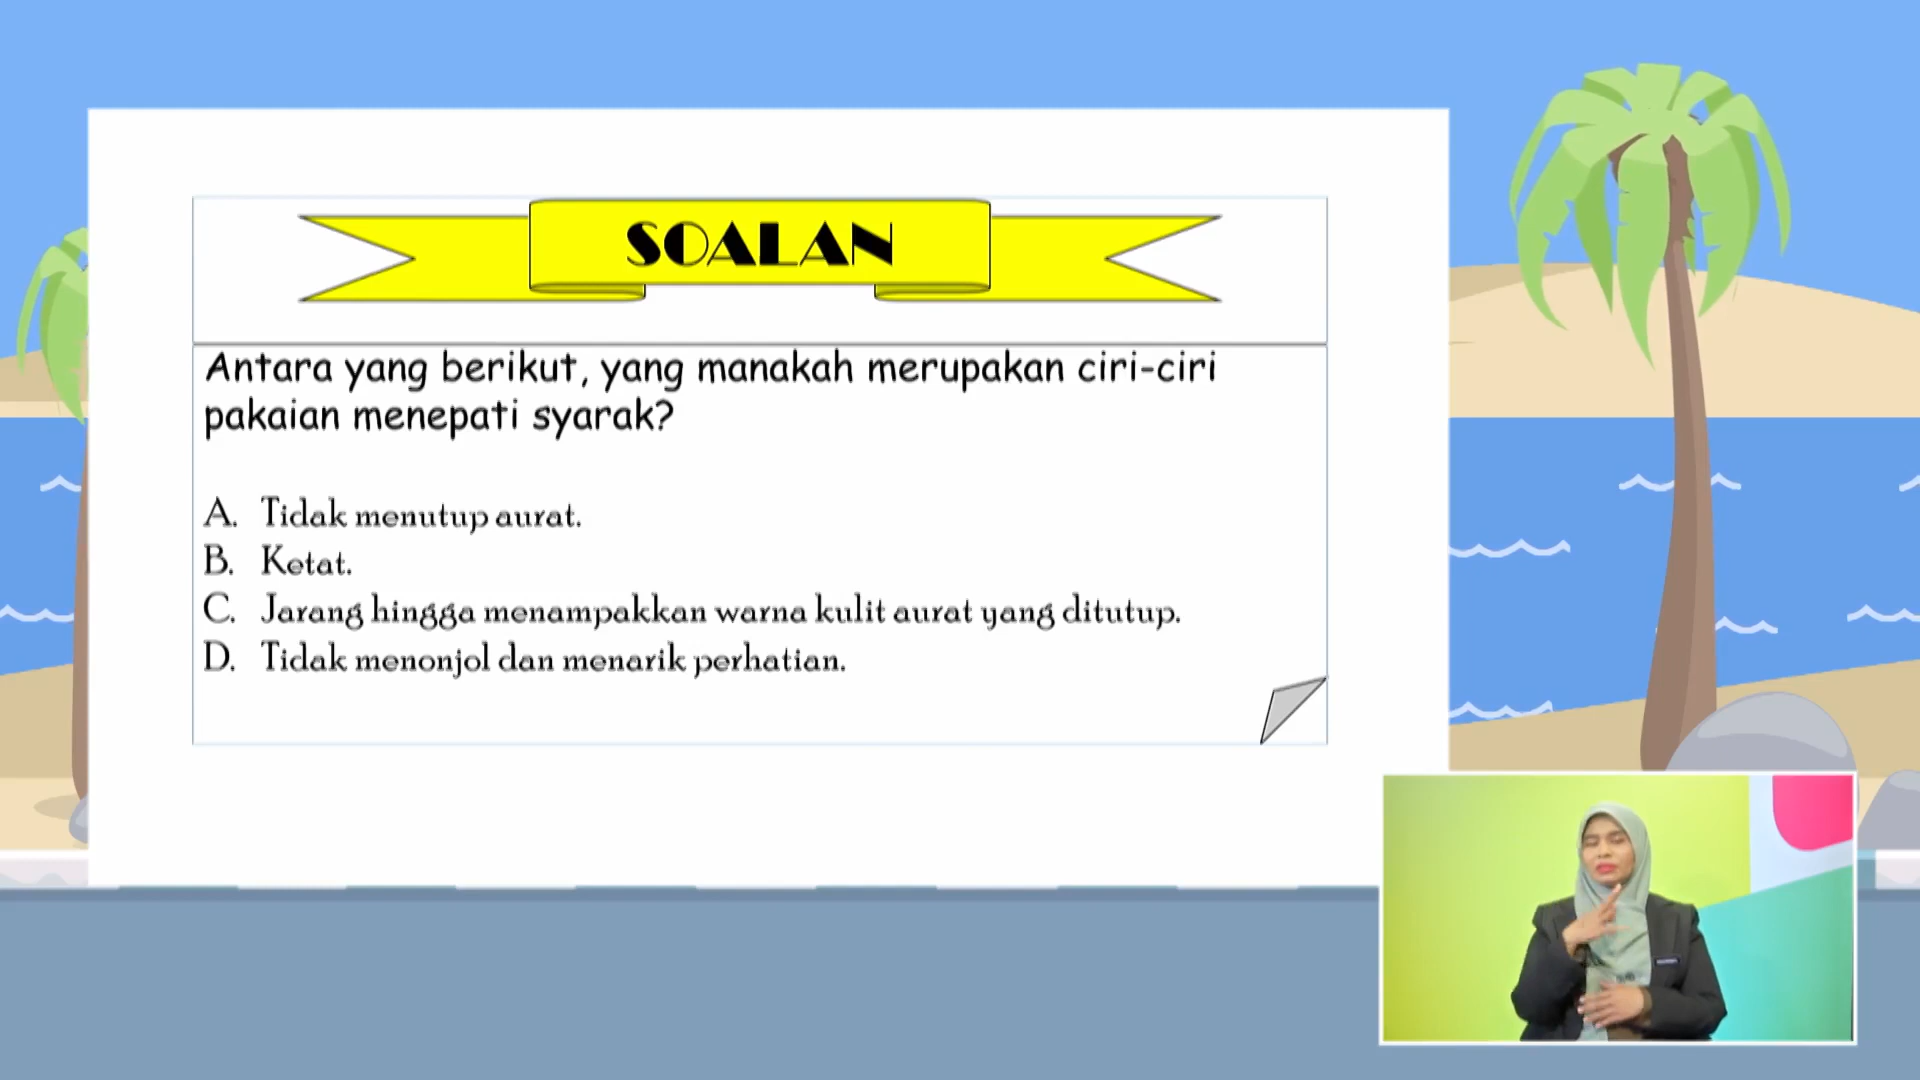 SOALAN
Antara yang berikut, yang manakah merupakan ciri-ciri
pakaian menepati syarak?
A. Tidak menutup aurat.
B. Ketat.
C. Jarang hingga menampakkan warna kulit aurat yang ditutup.
D. Tidak menonjol dan menarik perhatian.